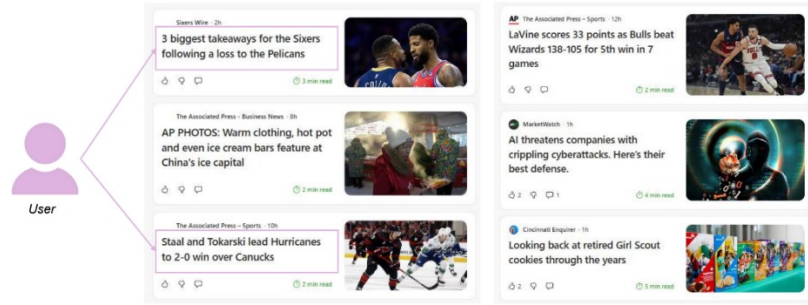 User
Sixers Wire · 2h
3 biggest takeaways for the Sixers
following a loss to the Pelicans
3 min read
The Associated Press - Business News · 8h
AP PHOTOS: Warm clothing, hot pot
and even ice cream bars feature at
China's ice capital
2 min read
The Associated Press – Sports · 10h
Staal and Tokarski lead Hurricanes
to 2-0 win over Canucks
2 min read
AP The Associated Press – Sports · 12h
LaVine scores 33 points as Bulls beat
Wizards 138-105 for 5th win in 7
games
2 min read
MarketWatch · 1h
AI threatens companies with
crippling cyberattacks. Here's their
best defense.
2 1 4 min read
Cincinnati Enquirer · 1h
Looking back at retired Girl Scout
cookies through the years
2 5 min read